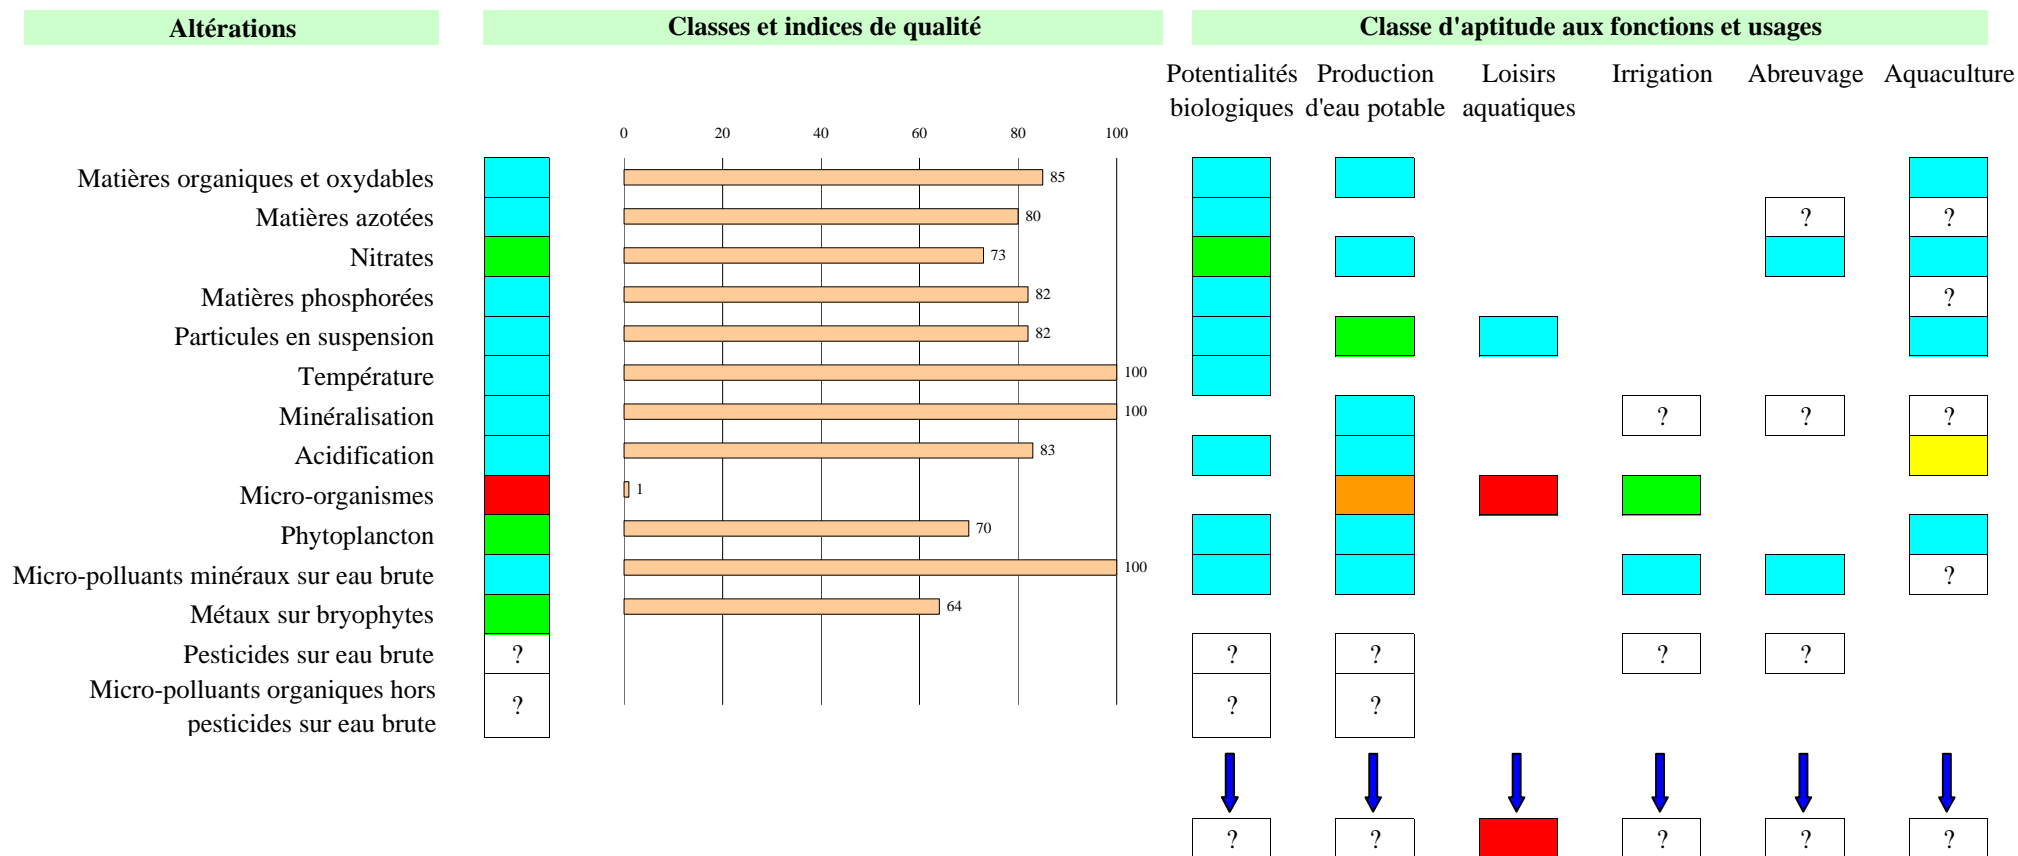 Altérations
Classes et indices de qualité
Classe d'aptitude aux fonctions et usages
Potentialités Production Loisirs Irrigation Abreuvage Aquaculture
biologiques d'eau potable aquatiques
0 20 40 60 80 100
Matières organiques et oxydables 85
Matières azotées 80 ? ?
Nitrates 73
Matières phosphorées 82 ?
Particules en suspension 82
Température 100
Minéralisation 100 ? ? ?
Acidification 83
Micro-organismes 1
Phytoplancton 70
Micro-polluants minéraux sur eau brute 100 ?
Métaux sur bryophytes 64
Pesticides sur eau brute ? ? ? ? ?
Micro-polluants organiques hors
pesticides sur eau brute ? ? ?
? ? ? ? ?